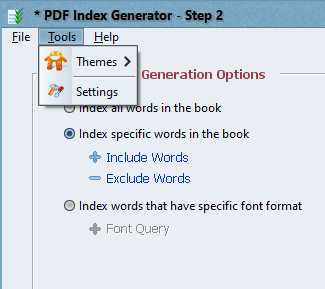 * PDF Index Generator - Step 2
File Tools Help
Themes
Settings
Generation Options
Index all words in the book
Index specific words in the book
Include Words
Exclude Words
Index words that have specific font format
Font Query